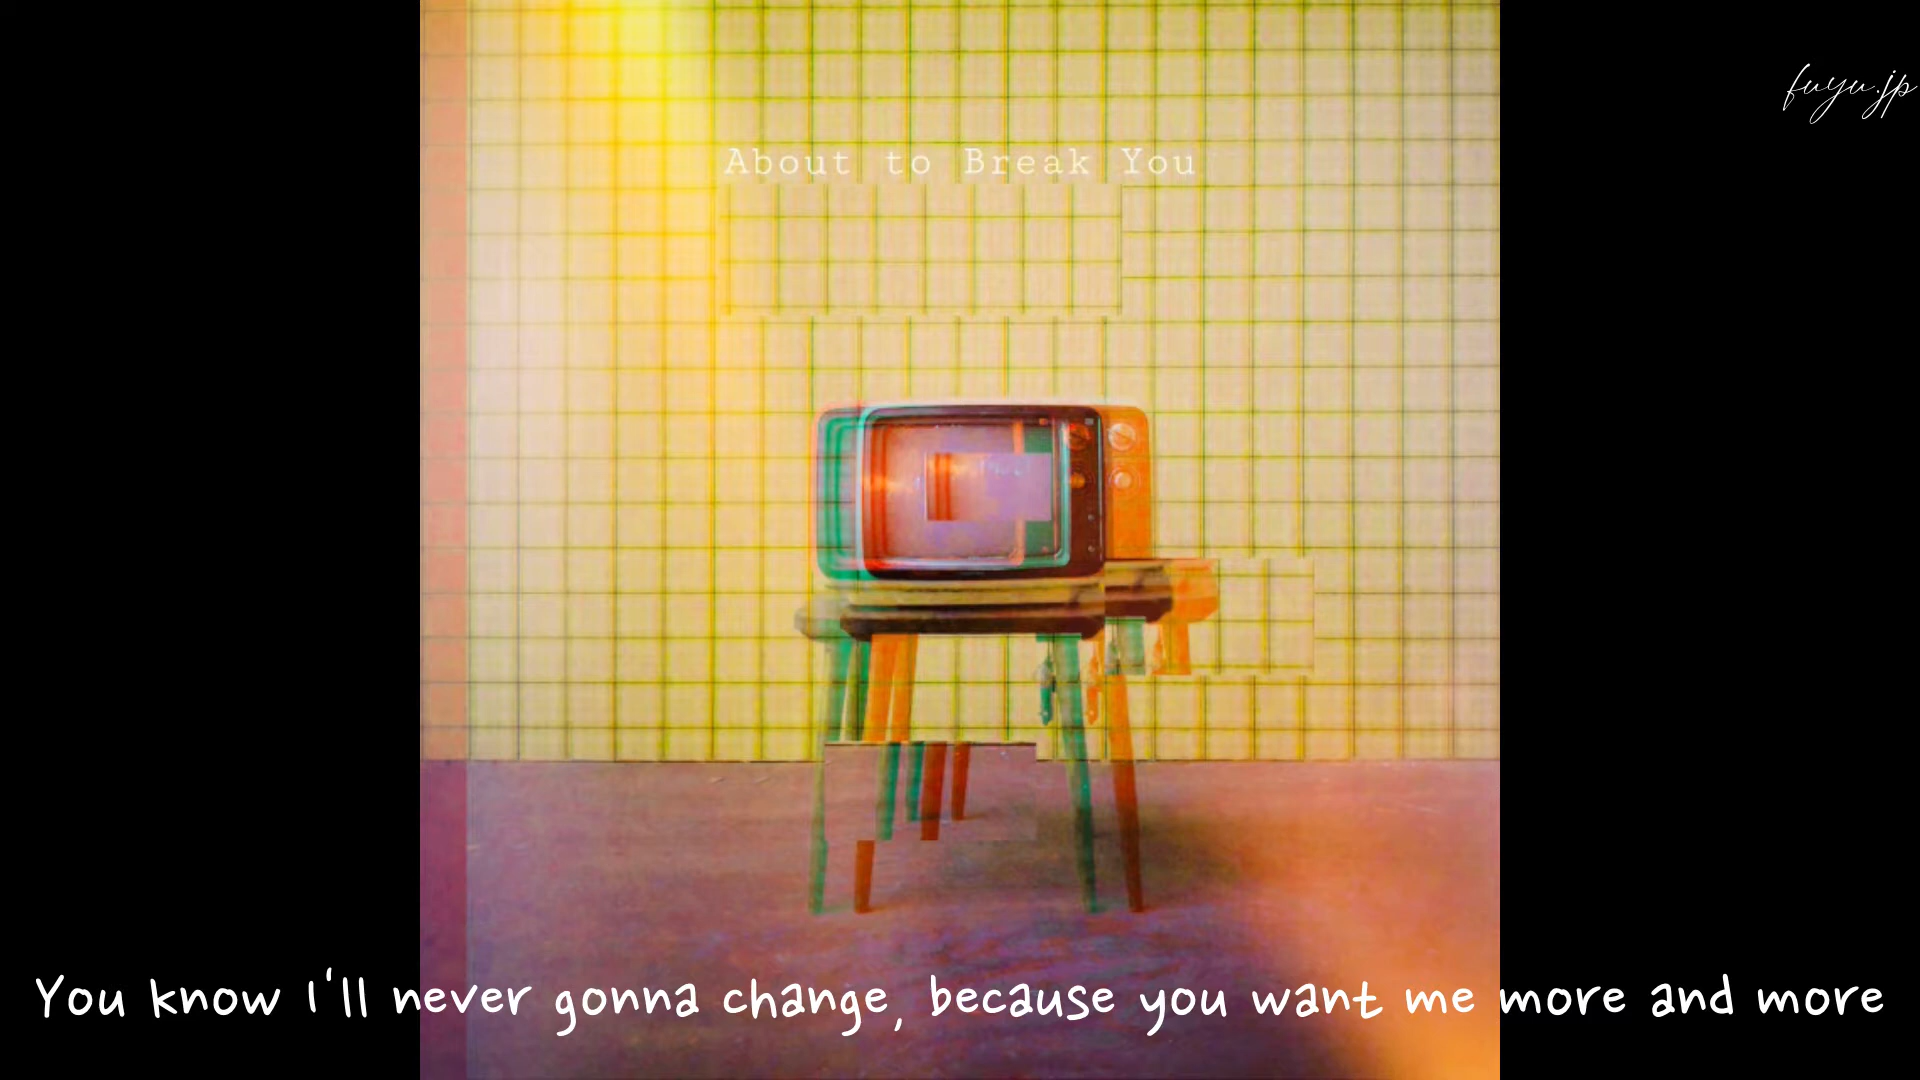 fuyu.jp
About to Break You
You know I'll never gonna change, because you want me more and more